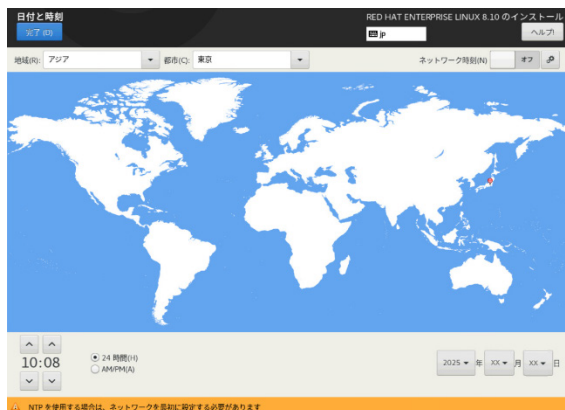 日付と時刻
RED HAT ENTERPRISE LINUX 8.10 のインストール
完了(D)
jp
ヘルプ!
地域(R): アジア 都市(C): 東京 ネットワーク時刻(N) オフ
10:08
24 時間(H)
AM/PM(A)
2025 年 XX 月 XX 日
NTP を使用する場合は、ネットワークを最初に設定する必要があります